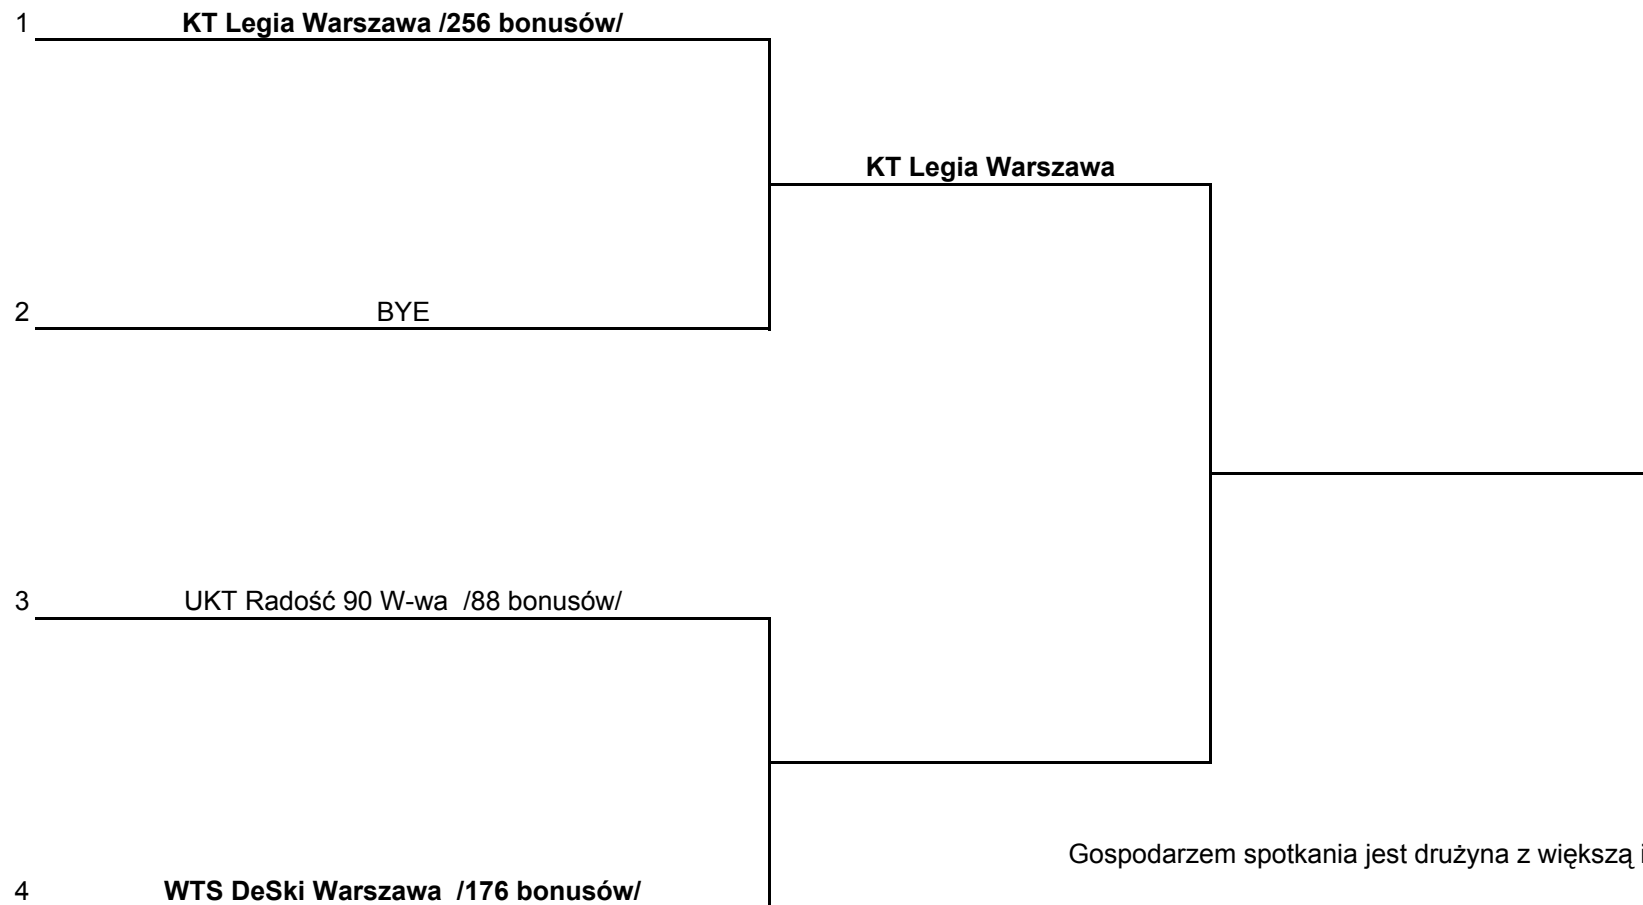 1 KT Legia Warszawa /256 bonusów/
KT Legia Warszawa
2 BYE
3 UKT Radość 90 W-wa /88 bonusów/
Gospodarzem spotkania jest drużyna z większą
4 WTS DeSki Warszawa /176 bonusów/